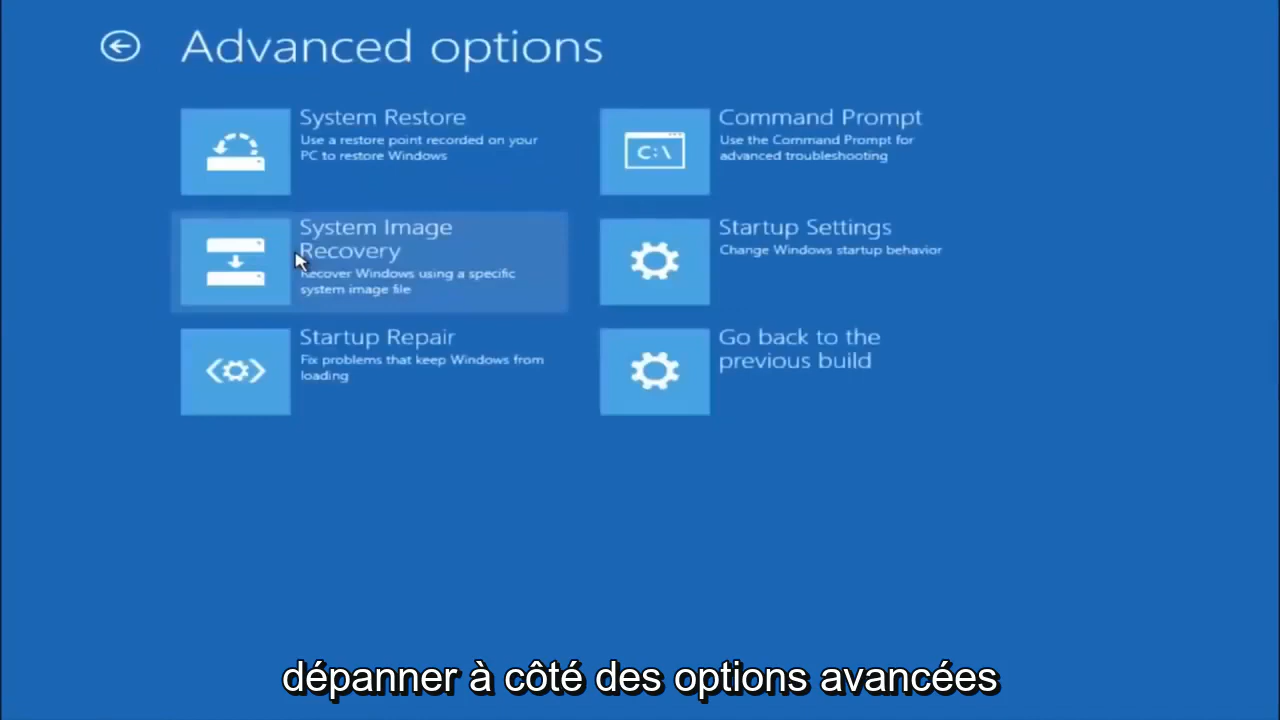 Advanced options
System Restore
Use a restore point recorded on your
PC to restore Windows
System Image
Recovery
Recover Windows using a specific
system image file
Startup Repair
Fix problems that keep Windows from
loading
Command Prompt
Use the Command Prompt for
advanced troubleshooting
C:\
Startup Settings
Change Windows startup behavior
Go back to the
previous build
dépanner à côté des options avancées